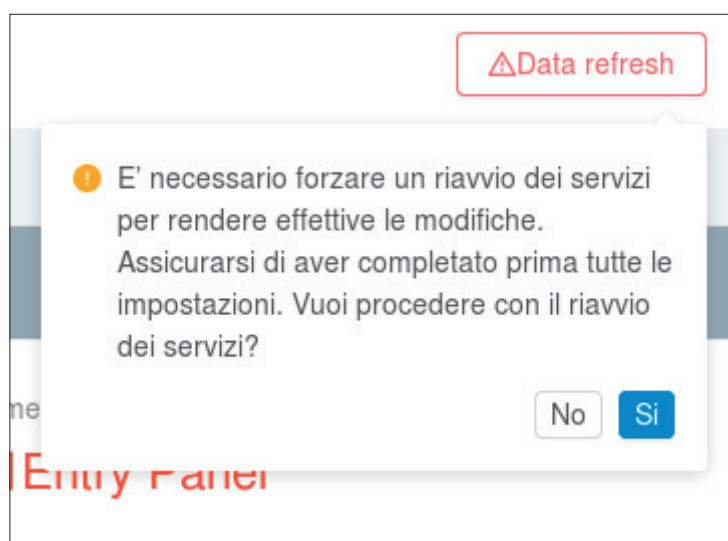 Data refresh
E' necessario forzare un riavvio dei servizi
per rendere effettive le modifiche.
Assicurarsi di aver completato prima tutte le
impostazioni. Vuoi procedere con il riavvio
dei servizi?
No Si
me
Entry Panel